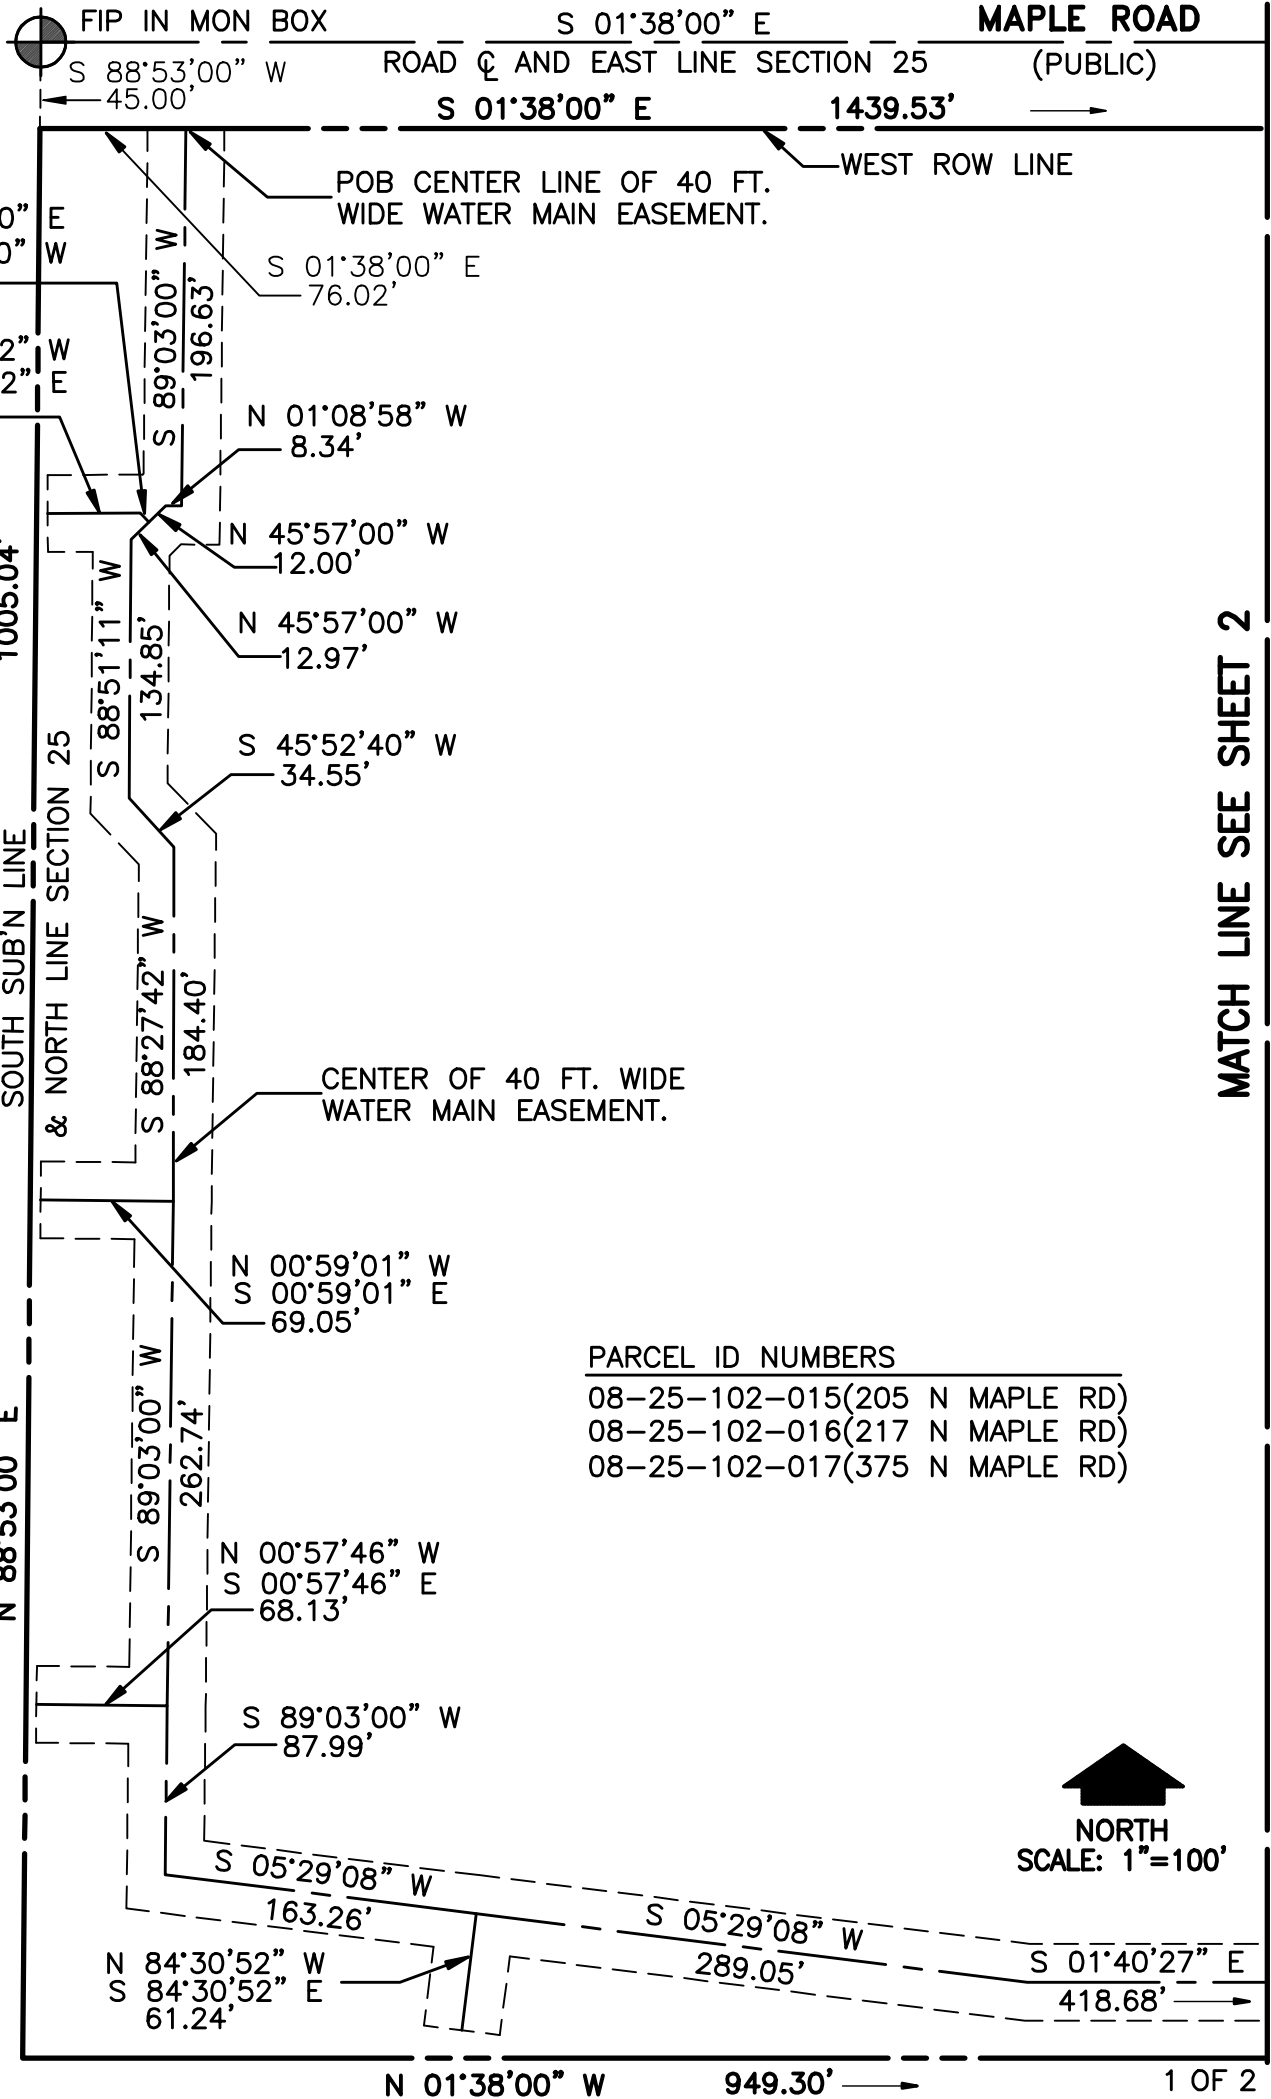 FIP IN MON BOX
S 01°38'00" E
MAPLE ROAD
S 88°53'00" W
45.00'
ROAD ℄ AND EAST LINE SECTION 25
(PUBLIC)
S 01°38'00" E
1439.53'
WEST ROW LINE
POB CENTER LINE OF 40 FT.
WIDE WATER MAIN EASEMENT.
0" E
0" W
S 01°38'00" E
76.02'
S 89°03'00" W
196.63'
2" W
2" E
N 01°08'58" W
8.34'
N 45°57'00" W
12.00'
N 45°57'00" W
12.97'
1005.04'
S 88°51'11" W
134.85'
S 45°52'40" W
34.55'
SOUTH SUB'N LINE
& NORTH LINE SECTION 25
S 88°27'42" W
184.40'
MATCH LINE SEE SHEET 2
CENTER OF 40 FT. WIDE
WATER MAIN EASEMENT.
N 00°59'01" W
S 00°59'01" E
69.05'
PARCEL ID NUMBERS
08-25-102-015(205 N MAPLE RD)
08-25-102-016(217 N MAPLE RD)
08-25-102-017(375 N MAPLE RD)
N 88°53'00" E
S 89°03'00" W
262.74'
N 00°57'46" W
S 00°57'46" E
68.13'
S 89°03'00" W
87.99'
NORTH
SCALE: 1"=100'
S 05°29'08" W
163.26'
S 05°29'08" W
289.05'
N 84°30'52" W
S 84°30'52" E
61.24'
S 01°40'27" E
418.68'
N 01°38'00" W
949.30'
1 OF 2